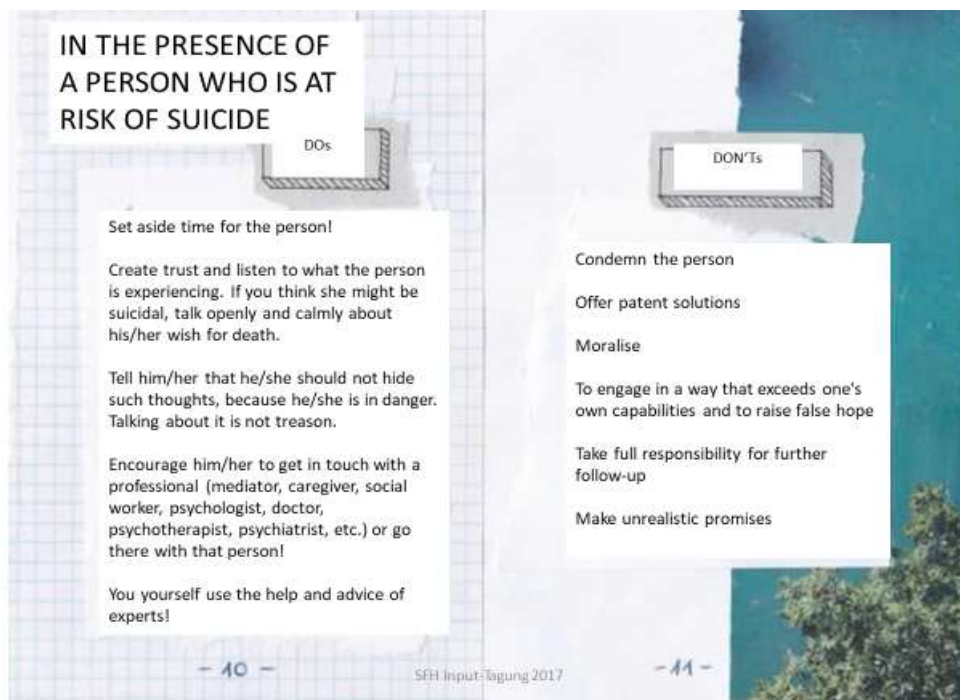 IN THE PRESENCE OF
A PERSON WHO IS AT
RISK OF SUICIDE
DOs
Set aside time for the person!
Create trust and listen to what the person
is experiencing. If you think she might be
suicidal, talk openly and calmly about
his/her wish for death.
Tell him/her that he/she should not hide
such thoughts, because he/she is in danger.
Talking about it is not treason.
Encourage him/her to get in touch with a
professional (mediator, caregiver, social
worker, psychologist, doctor,
psychotherapist, psychiatrist, etc.) or go
there with that person!
You yourself use the help and advice of
experts!
- 10 -
DON'Ts
Condemn the person
Offer patent solutions
Moralise
To engage in a way that exceeds one's
own capabilities and to raise false hope
Take full responsibility for further
follow-up
Make unrealistic promises
- 11 -
SFH Input-Tagung 2017